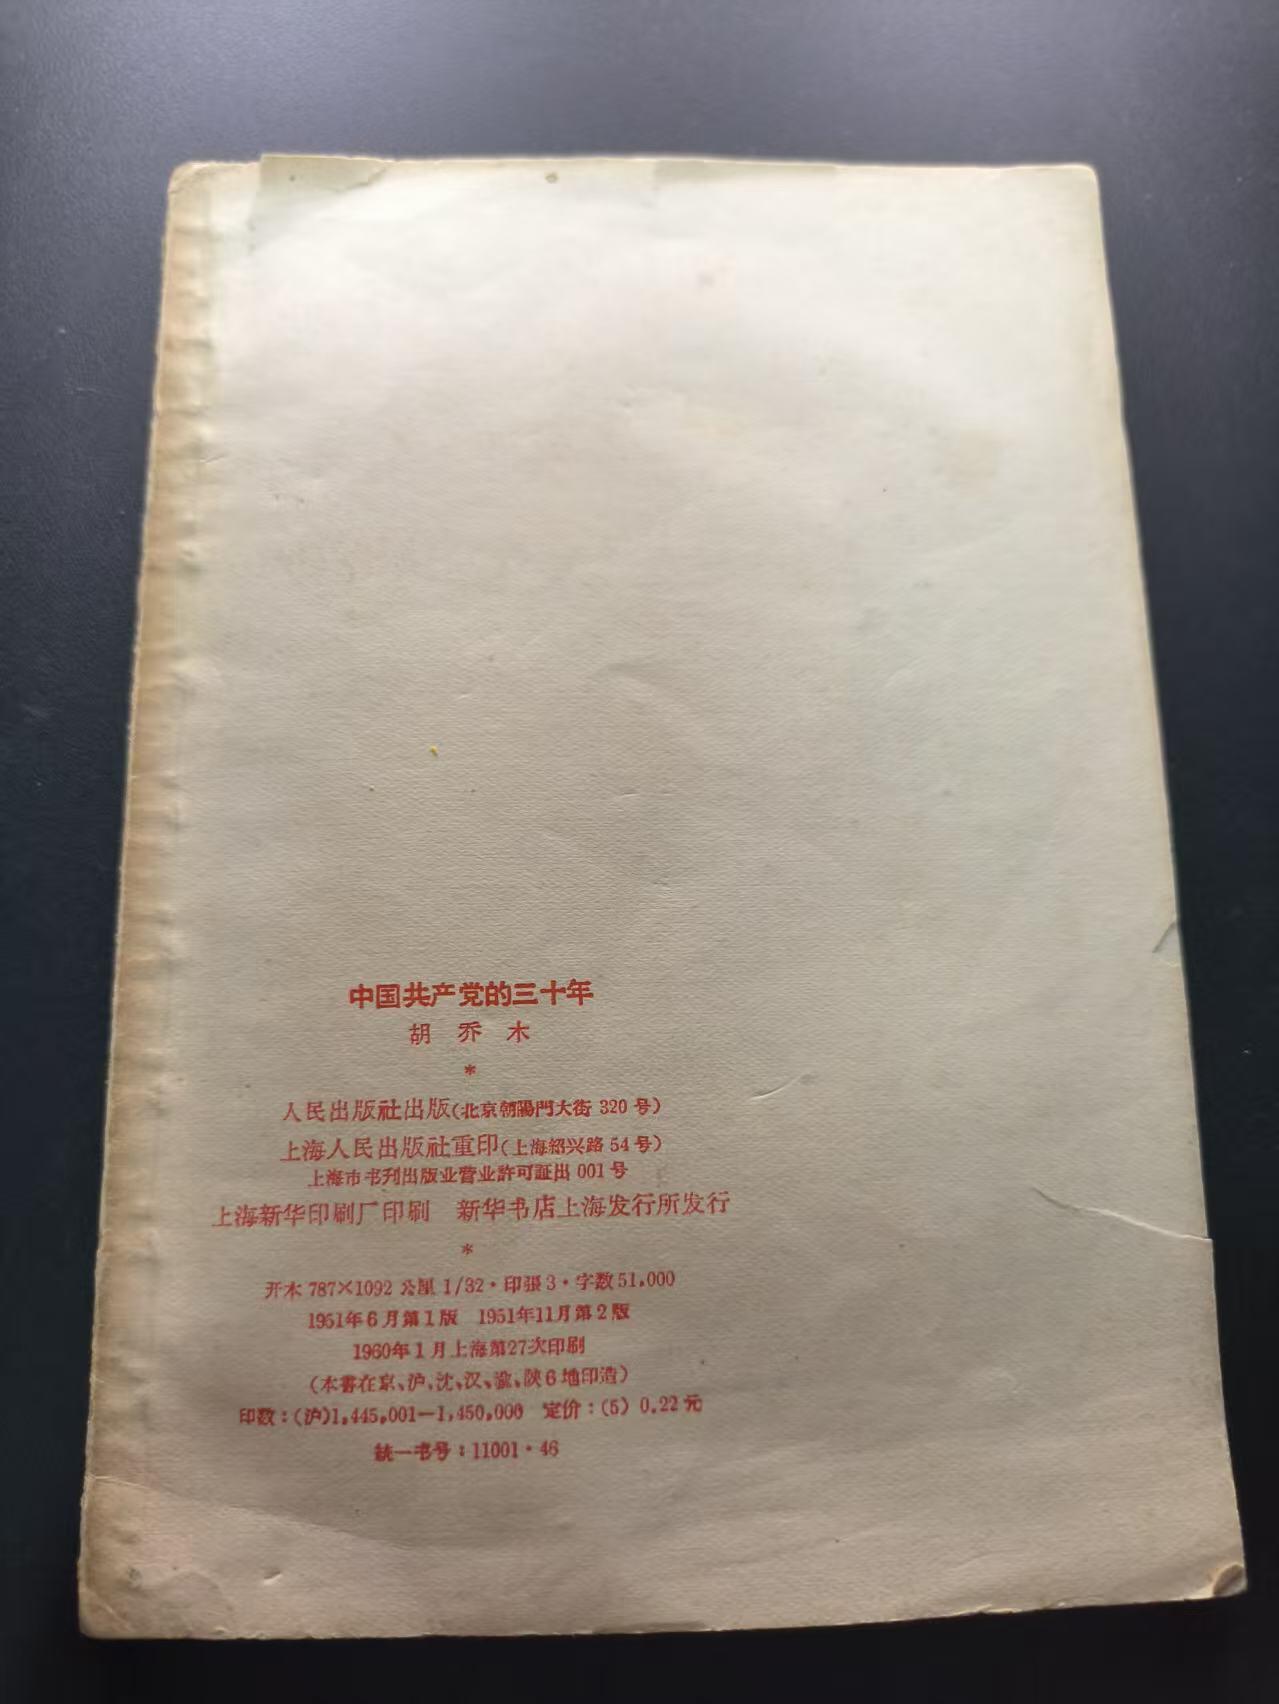 中国共产党的三十年
胡乔木
*
人民出版社出版(北京朝陽門大街 320 号)
上海人民出版社重印(上海紹兴路 54 号)
上海市书刊出版业营业許可証出 001 号
上海新华印刷厂印刷 新华书店上海发行所发行
*
开本 787×1092 公厘 1/32·印張 3·字数 51,000
1951年6月第1版 1951年11月第2版
1960年1月上海第27次印刷
(本書在京、沪、沈、汉、渝、陝6地印造)
印数:(沪)1,445,001—1,450,000 定价:(5) 0.22 元
統一书号:11001·46